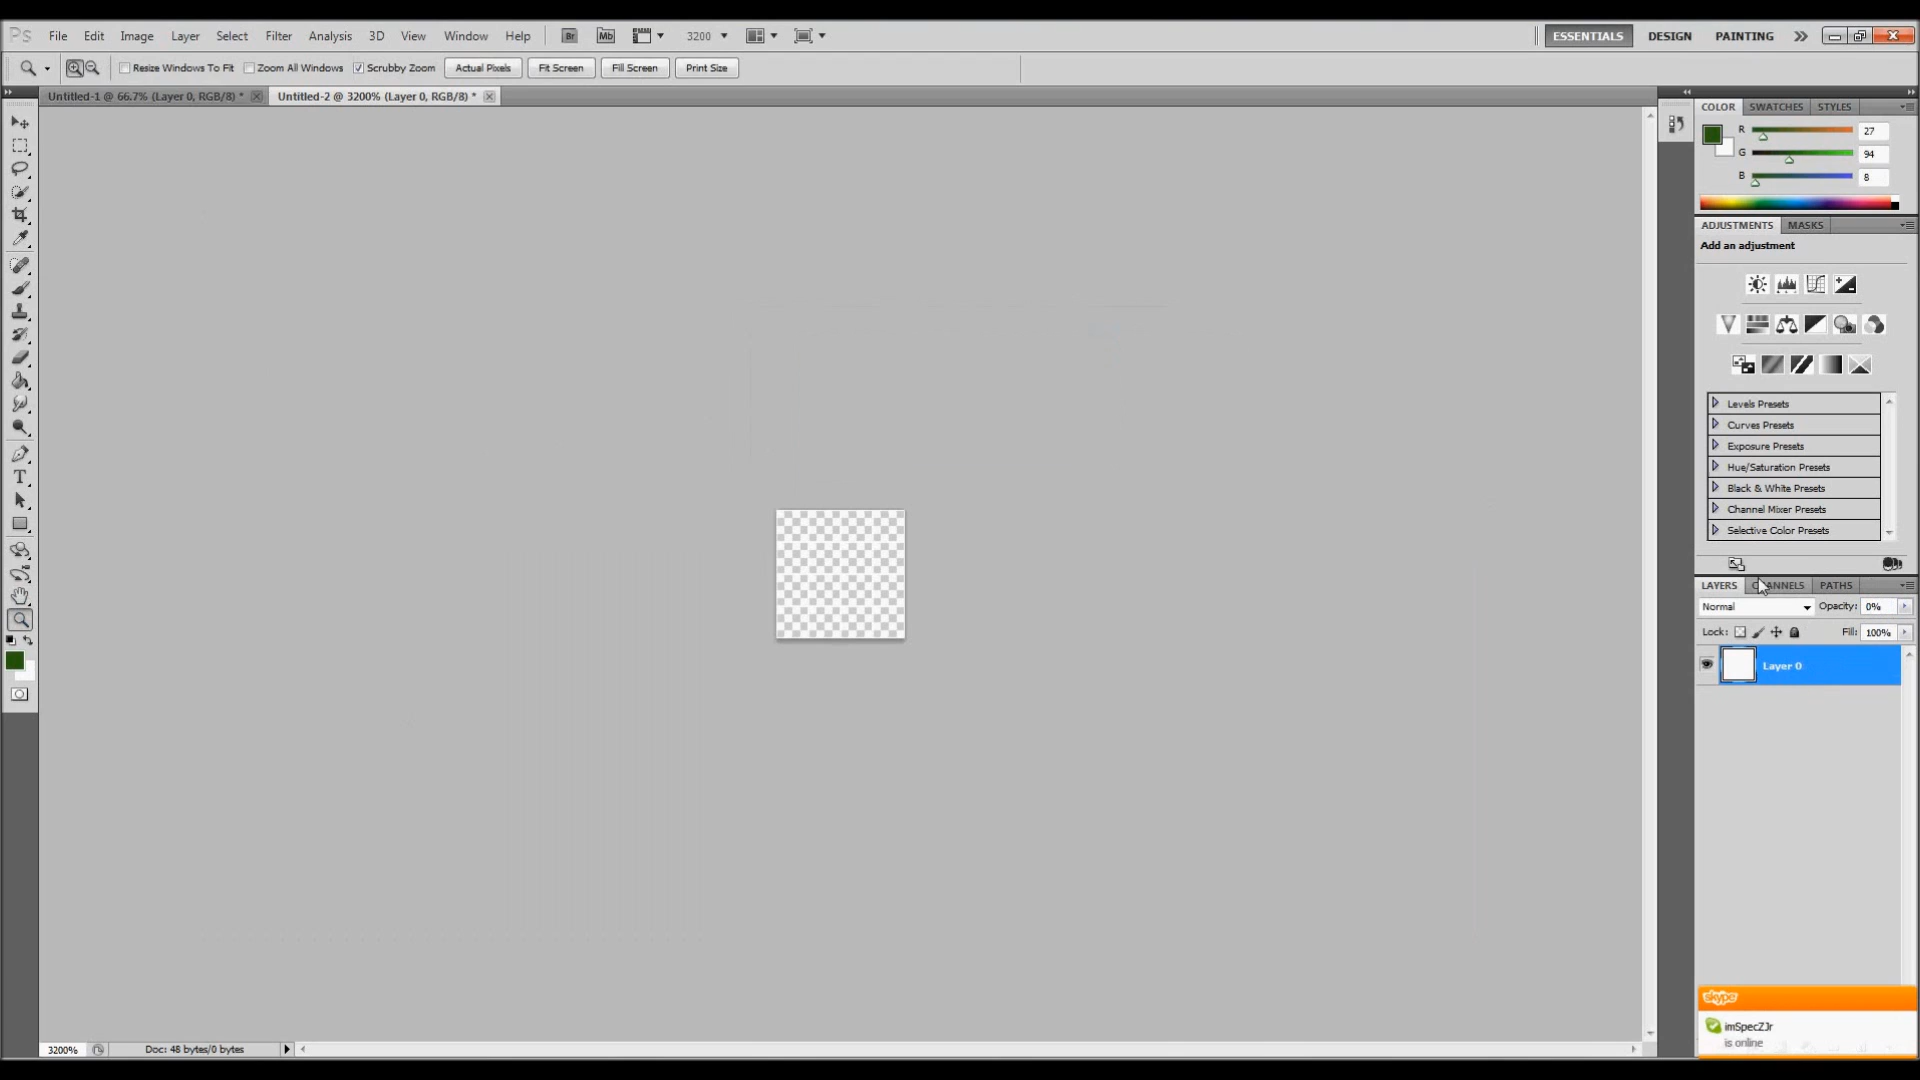 Ps File Edit Image Layer Select Filter Analysis 3D View Window Help Br Mb 3200 ESSENTIALS DESIGN PAINTING
Resize Windows To Fit Zoom All Windows Scrubby Zoom Actual Pixels Fit Screen Fill Screen Print Size
Untitled-1 @ 66.7% (Layer 0, RGB/8) * Untitled-2 @ 3200% (Layer 0, RGB/8) *
COLOR SWATCHES STYLES
R 27
G 94
B 8
ADJUSTMENTS MASKS
Add an adjustment
Levels Presets
Curves Presets
Exposure Presets
Hue/Saturation Presets
Black & White Presets
Channel Mixer Presets
Selective Color Presets
LAYERS CHANNELS PATHS
Normal Opacity: 0%
Lock: Fill: 100%
Layer 0
T
skype
imSpecZJr
is online
3200% Doc: 48 bytes/0 bytes